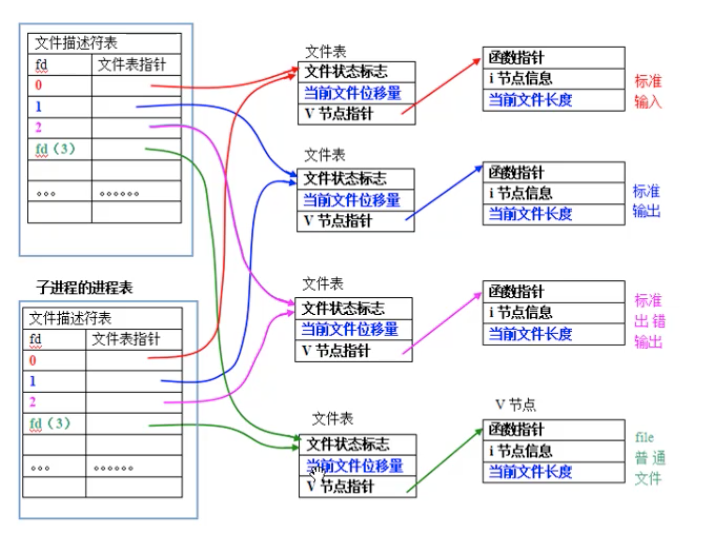 文件描述符表
fd 文件表指针
0
1
2
fd（3）
。。。 。。。。。。
子进程的进程表
文件描述符表
fd 文件表指针
0
1
2
fd（3）
。。。 。。。。。。
文件表
文件状态标志
当前文件位移量
V 节点指针
文件表
文件状态标志
当前文件位移量
V 节点指针
文件表
文件状态标志
当前文件位移量
V 节点指针
文件表
文件状态标志
当前文件位移量
V 节点指针
函数指针
i 节点信息
当前文件长度
标准
输入
函数指针
i 节点信息
当前文件长度
标准
输出
函数指针
i 节点信息
当前文件长度
标准
出 错
输出
V 节点
函数指针
i 节点信息
当前文件长度
file
普 通
文件